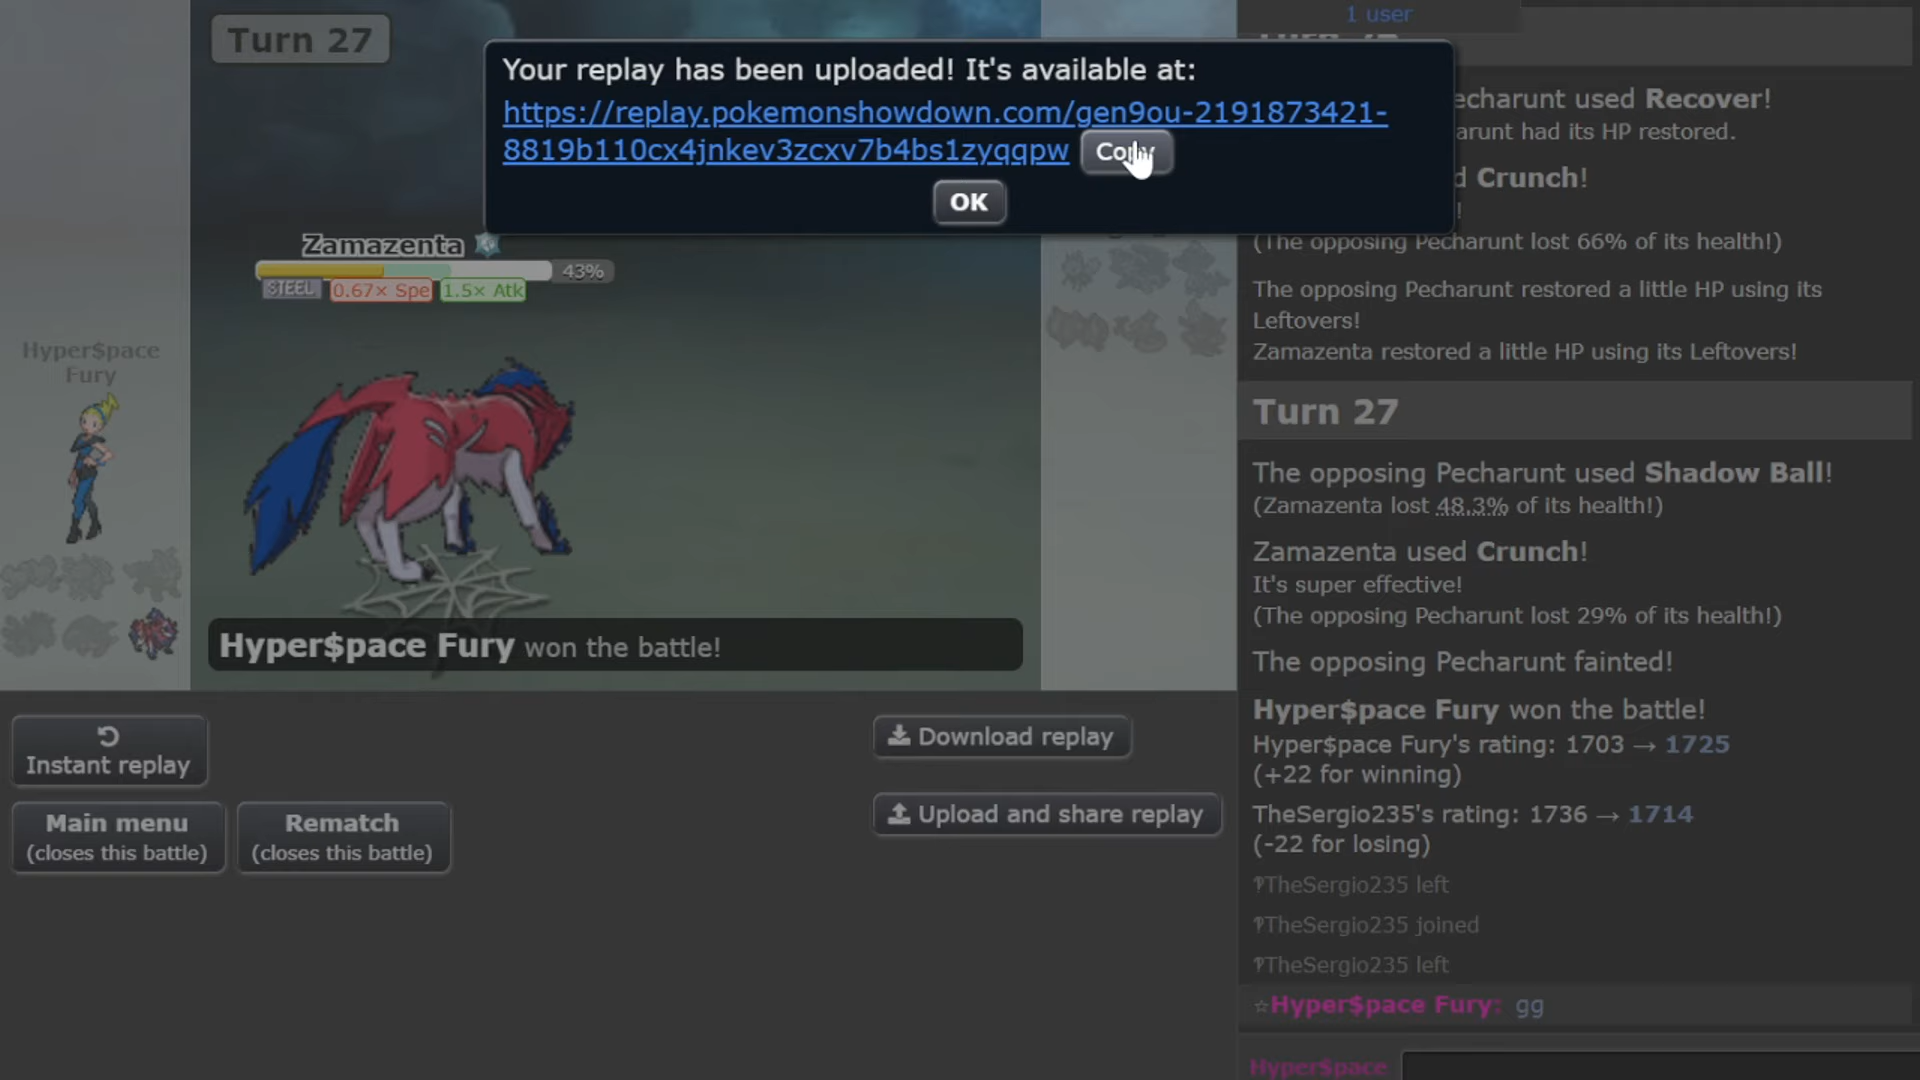 Turn 27
Your replay has been uploaded! It's available at:
https://replay.pokemonshowdown.com/gen9ou-2191873421-
8819b110cx4jnkev3zcxv7b4bs1zyqqpw Copy
OK
Zamazenta
43%
STEEL 0.67× Spe 1.5× Atk
Hyper$pace
Fury
Hyper$pace Fury won the battle!
Instant replay
Main menu
(closes this battle)
Rematch
(closes this battle)
Download replay
Upload and share replay
1 user
echarunt used Recover!
arunt had its HP restored.
d Crunch!
!
(The opposing Pecharunt lost 66% of its health!)
The opposing Pecharunt restored a little HP using its
Leftovers!
Zamazenta restored a little HP using its Leftovers!
Turn 27
The opposing Pecharunt used Shadow Ball!
(Zamazenta lost 48.3% of its health!)
Zamazenta used Crunch!
It's super effective!
(The opposing Pecharunt lost 29% of its health!)
The opposing Pecharunt fainted!
Hyper$pace Fury won the battle!
Hyper$pace Fury's rating: 1703 → 1725
(+22 for winning)
TheSergio235's rating: 1736 → 1714
(-22 for losing)
‽TheSergio235 left
‽TheSergio235 joined
‽TheSergio235 left
☆Hyper$pace Fury: gg
Hyper$pace